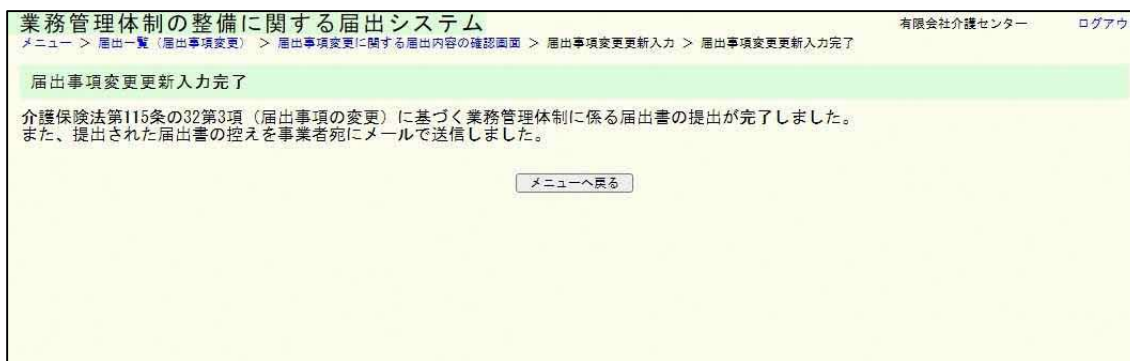 業務管理体制の整備に関する届出システム
有限会社介護センター ログアウ
メニュー > 届出一覧（届出事項変更） > 届出事項変更に関する届出内容の確認画面 > 届出事項変更更新入力 > 届出事項変更更新入力完了
届出事項変更更新入力完了
介護保険法第115条の32第3項（届出事項の変更）に基づく業務管理体制に係る届出書の提出が完了しました。
また、提出された届出書の控えを事業者宛にメールで送信しました。
メニューへ戻る